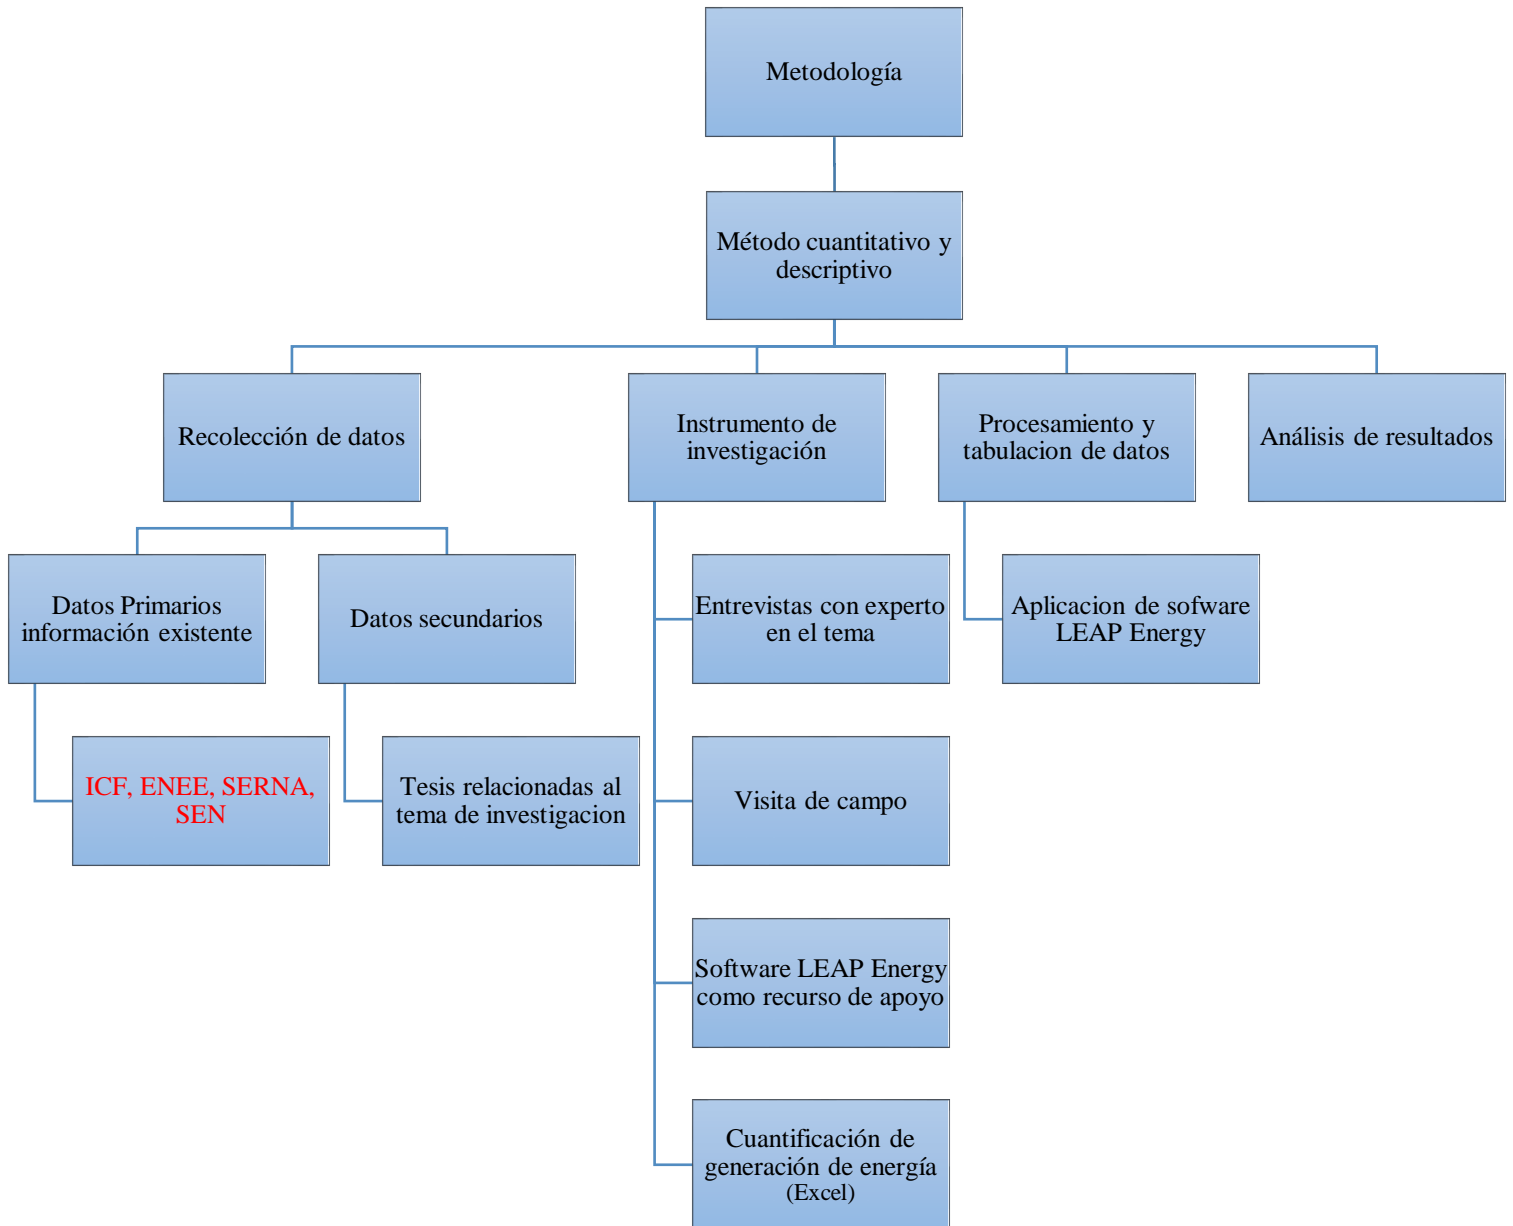 Metodología
Método cuantitativo y
descriptivo
Recolección de datos
Instrumento de
investigación
Procesamiento y
tabulacion de datos
Análisis de resultados
Datos Primarios
información existente
Datos secundarios
Entrevistas con experto
en el tema
Aplicacion de sofware
LEAP Energy
ICF, ENEE, SERNA,
SEN
Tesis relacionadas al
tema de investigacion
Visita de campo
Software LEAP Energy
como recurso de apoyo
Cuantificación de
generación de energía
(Excel)